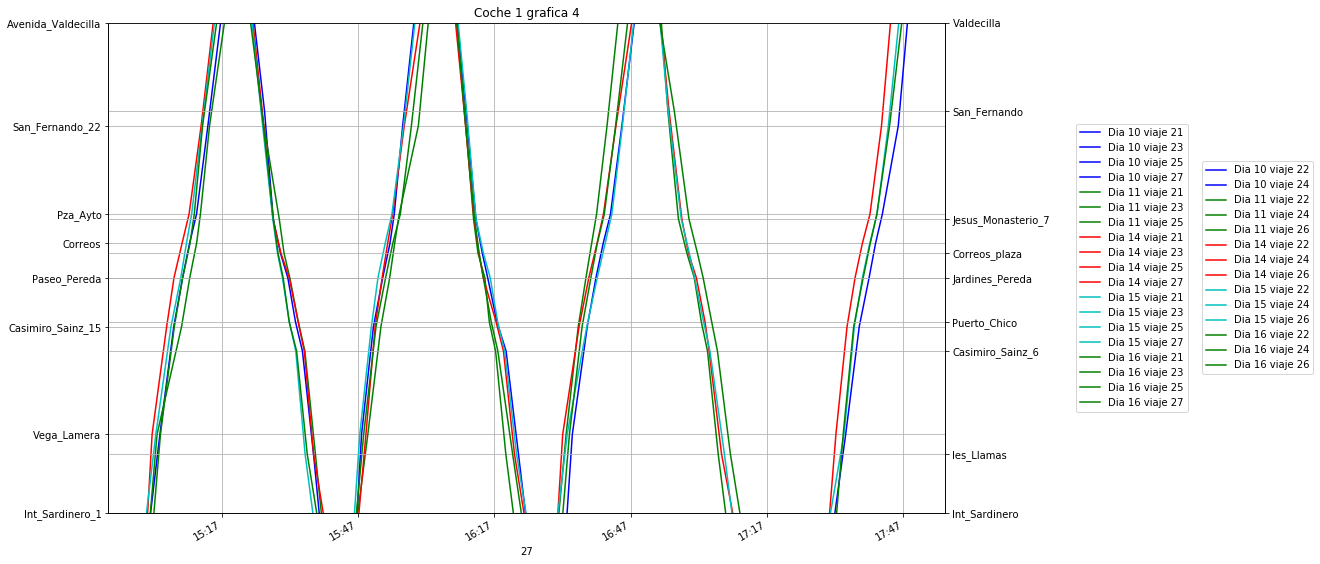 Coche 1 grafica 4
Avenida_Valdecilla
San_Fernando_22
Pza_Ayto
Correos
Paseo_Pereda
Casimiro_Sainz_15
Vega_Lamera
Int_Sardinero_1
Valdecilla
San_Fernando
Jesus_Monasterio_7
Correos_plaza
Jardines_Pereda
Puerto_Chico
Casimiro_Sainz_6
Ies_Llamas
Int_Sardinero
15:17
15:47
16:17
16:47
17:17
17:47
27
Dia 10 viaje 21
Dia 10 viaje 23
Dia 10 viaje 25
Dia 10 viaje 27
Dia 11 viaje 21
Dia 11 viaje 23
Dia 11 viaje 25
Dia 14 viaje 21
Dia 14 viaje 23
Dia 14 viaje 25
Dia 14 viaje 27
Dia 15 viaje 21
Dia 15 viaje 23
Dia 15 viaje 25
Dia 15 viaje 27
Dia 16 viaje 21
Dia 16 viaje 23
Dia 16 viaje 25
Dia 16 viaje 27
Dia 10 viaje 22
Dia 10 viaje 24
Dia 11 viaje 22
Dia 11 viaje 24
Dia 11 viaje 26
Dia 14 viaje 22
Dia 14 viaje 24
Dia 14 viaje 26
Dia 15 viaje 22
Dia 15 viaje 24
Dia 15 viaje 26
Dia 16 viaje 22
Dia 16 viaje 24
Dia 16 viaje 26